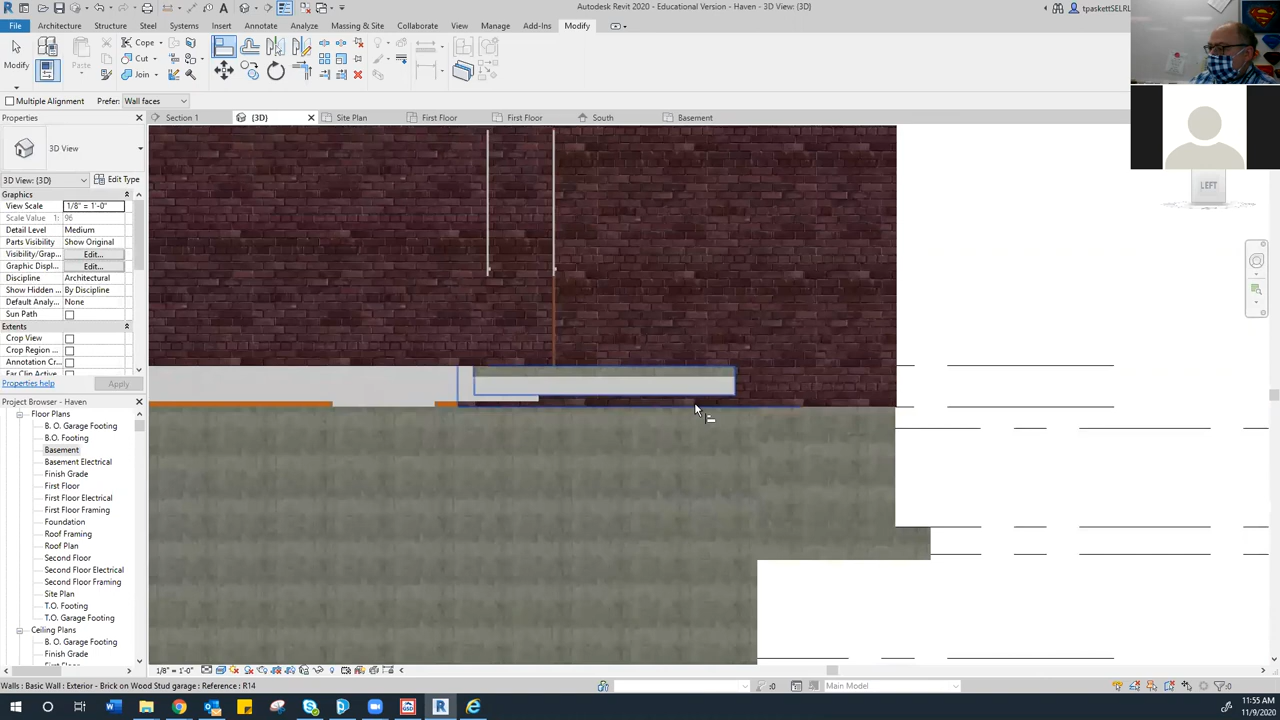 Autodesk Revit 2020 - Educational Version - Haven - 3D View: {3D}
tpaskettSELRL...
File Architecture Structure Steel Systems Insert Annotate Analyze Massing & Site Collaborate View Manage Add-Ins Modify
Modify Paste Cope Cut Join
Multiple Alignment Prefer: Wall faces
Properties
Section 1 {3D} Site Plan First Floor First Floor South Basement
3D View
3D View: {3D} Edit Type
Graphics
View Scale 1/8" = 1'-0"
Scale Value 1: 96
Detail Level Medium
Parts Visibility Show Original
Visibility/Grap... Edit...
Graphic Displ... Edit...
Discipline Architectural
Show Hidden ... By Discipline
Default Analy... None
Sun Path
Extents
Crop View
Crop Region ...
Annotation Cr...
Far Clip Active
Properties help Apply
Project Browser - Haven
Floor Plans
B. O. Garage Footing
B.O. Footing
Basement
Basement Electrical
Finish Grade
First Floor
First Floor Electrical
First Floor Framing
Foundation
Roof Framing
Roof Plan
Second Floor
Second Floor Electrical
Second Floor Framing
Site Plan
T.O. Footing
T.O. Garage Footing
Ceiling Plans
B. O. Garage Footing
B.O. Footing
Basement
LEFT
1/8" = 1'-0"
Walls : Basic Wall : Exterior - Brick on Wood Stud garage : Reference : R14
:0 Main Model :0
11:55 AM
11/9/2020